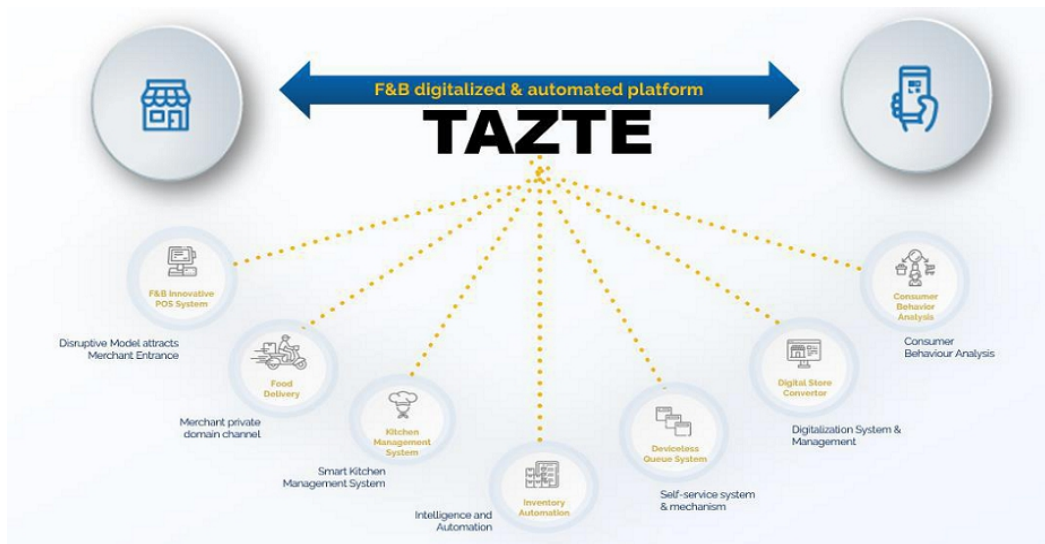 F&B digitalized & automated platform
TAZTE
F&B Innovative
POS System
Disruptive Model attracts
Merchant Entrance
Food
Delivery
Merchant private
domain channel
Kitchen
Management
System
Smart Kitchen
Management System
Inventory
Automation
Intelligence and
Automation
Deviceless
Queue System
Self-service system
& mechanism
Digital Store
Convertor
Digitalization System &
Management
Consumer
Behavior
Analysis
Consumer
Behaviour Analysis